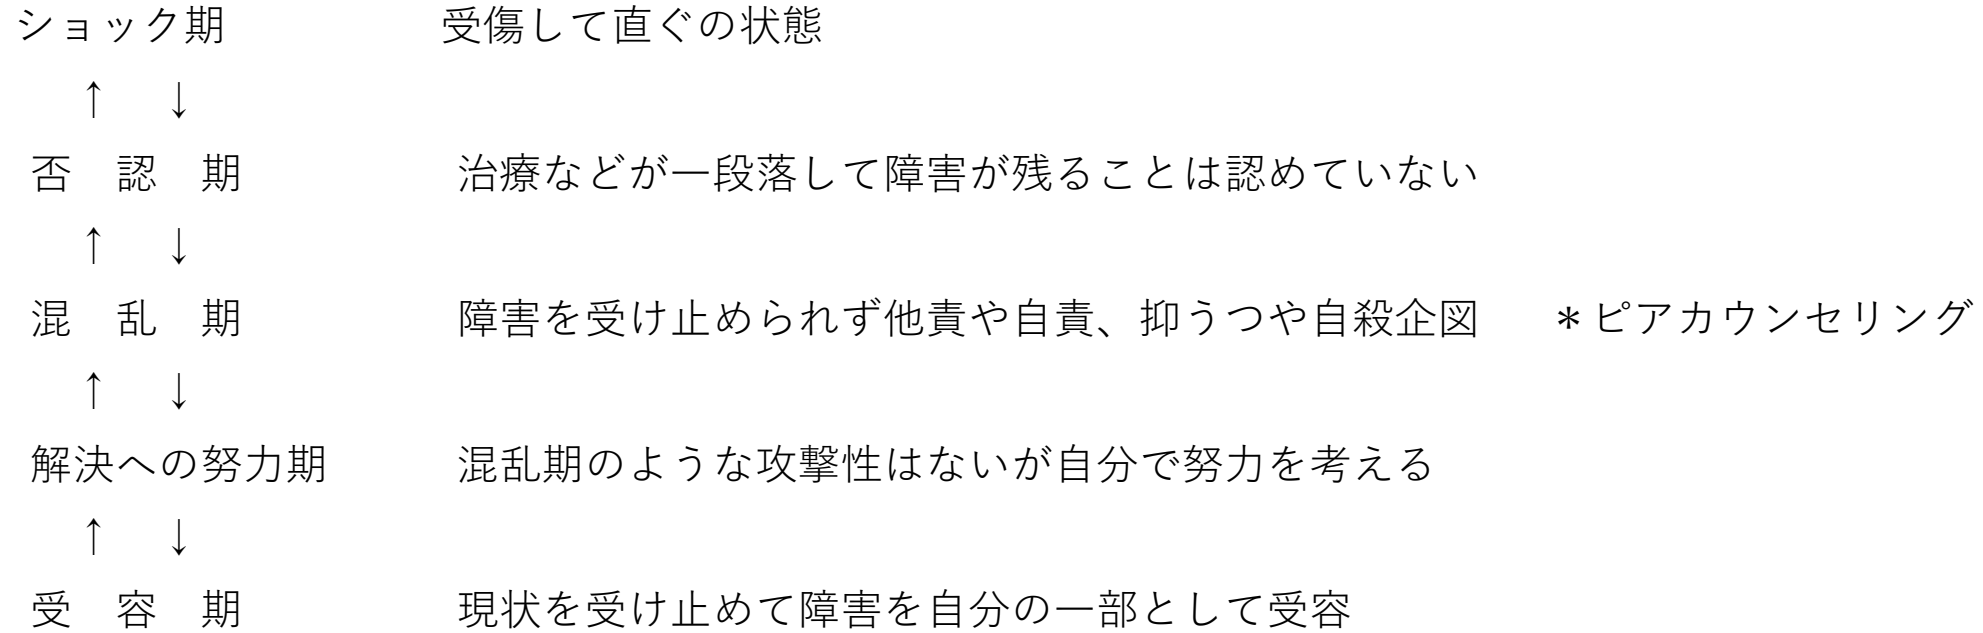 ショック期　受傷して直ぐの状態
↑　↓
否　認　期　治療などが一段落して障害が残ることは認めていない
↑　↓
混　乱　期　障害を受け止められず他責や自責、抑うつや自殺企図　＊ピアカウンセリング
↑　↓
解決への努力期　混乱期のような攻撃性はないが自分で努力を考える
↑　↓
受　容　期　現状を受け止めて障害を自分の一部として受容